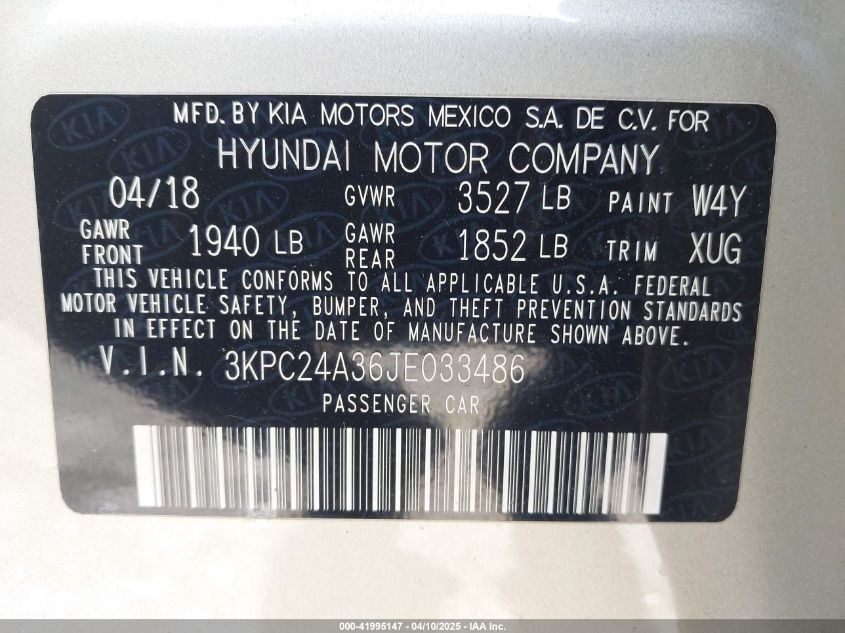 MFD. BY KIA MOTORS MEXICO S.A. DE C.V. FOR
HYUNDAI MOTOR COMPANY
04/18 GVWR 3527 LB PAINT W4Y
GAWR FRONT 1940 LB GAWR REAR 1852 LB TRIM XUG
THIS VEHICLE CONFORMS TO ALL APPLICABLE U.S.A. FEDERAL
MOTOR VEHICLE SAFETY, BUMPER, AND THEFT PREVENTION STANDARDS
IN EFFECT ON THE DATE OF MANUFACTURE SHOWN ABOVE.
V.I.N. 3KPC24A36JE033486
PASSENGER CAR
000-41995147 - 04/10/2025 - IAA Inc.